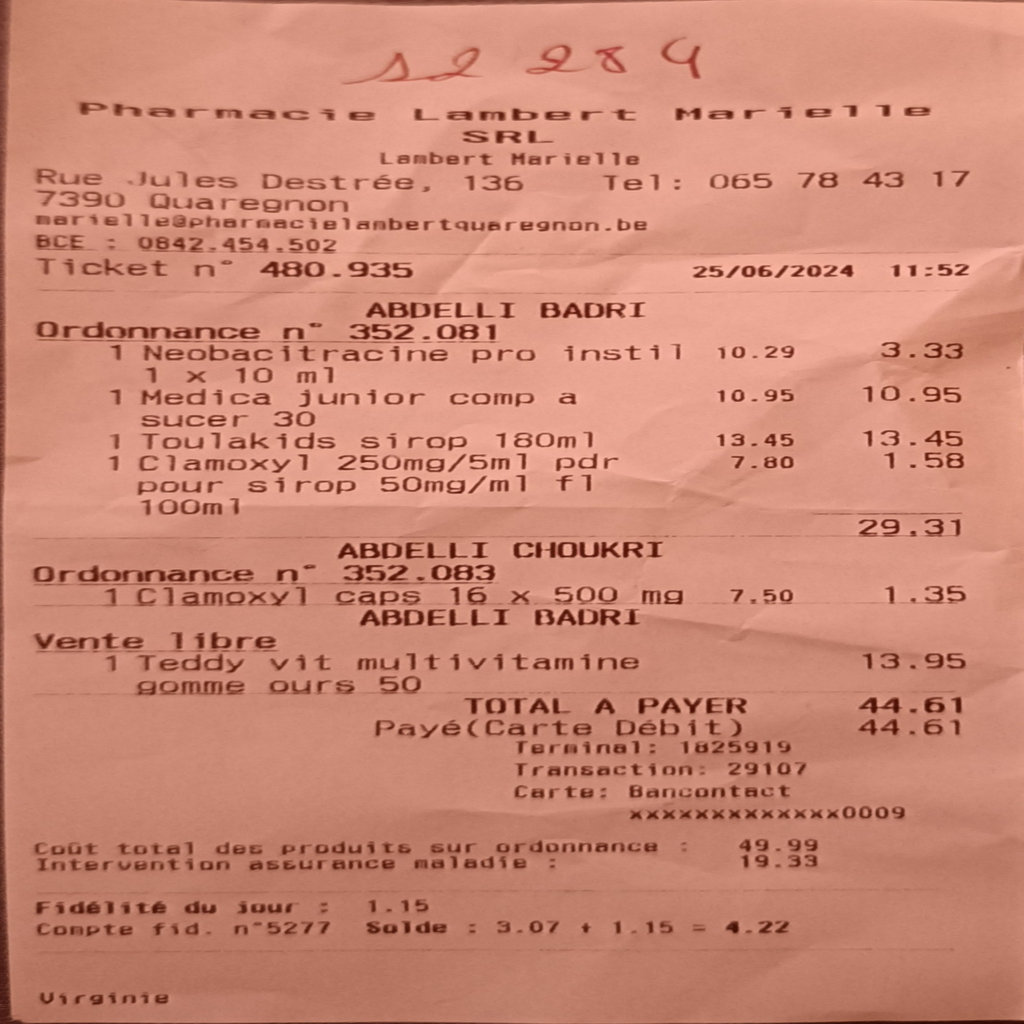 12 284
Pharmacie Lambert Marielle
SRL
Lambert Marielle
Rue Jules Destrée, 136 Tel: 065 78 43 17
7390 Quaregnon
marielle@pharmacielambertquaregnon.be
BCE : 0842.454.502
Ticket n° 480.935 25/06/2024 11:52
ABDELLI BADRI
Ordonnance n° 352.081
1 Neobacitracine pro instil 10.29 3.33
1 x 10 ml
1 Medica junior comp a 10.95 10.95
sucer 30
1 Toulakids sirop 180ml 13.45 13.45
1 Clamoxyl 250mg/5ml pdr 7.80 1.58
pour sirop 50mg/ml fl
100ml
29.31
ABDELLI CHOUKRI
Ordonnance n° 352.083
1 Clamoxyl caps 16 x 500 mg 7.50 1.35
ABDELLI BADRI
Vente libre
1 Teddy vit multivitamine 13.95
gomme ours 50
TOTAL A PAYER 44.61
Payé(Carte Débit) 44.61
Terminal: 1825919
Transaction: 29107
Carte: Bancontact
xxxxxxxxxxxxx0009
Coût total des produits sur ordonnance : 49.99
Intervention assurance maladie : 19.33
Fidélité du jour : 1.15
Compte fid. n°5277 Solde : 3.07 + 1.15 = 4.22
Virginie